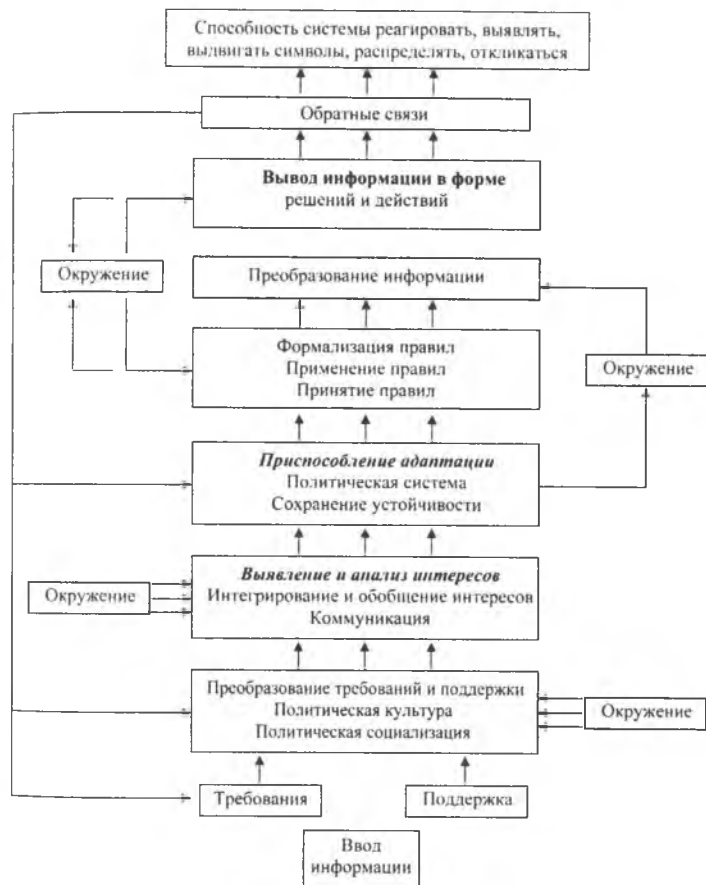 Способность системы реагировать, выявлять,
выдвигать символы, распределять, откликаться
Обратные связи
Вывод информации в форме
решений и действий
Окружение
Преобразование информации
Формализация правил
Применение правил
Принятие правил
Окружение
Приспособление адаптации
Политическая система
Сохранение устойчивости
Окружение
Выявление и анализ интересов
Интегрирование и обобщение интересов
Коммуникация
Преобразование требований и поддержки
Политическая культура
Политическая социализация
Окружение
Требования
Поддержка
Ввод
информации